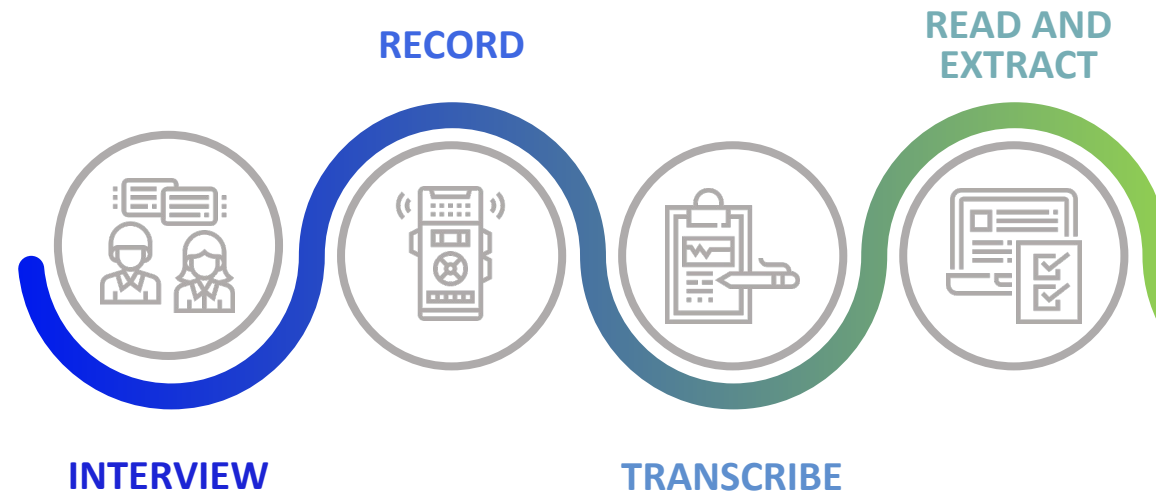 INTERVIEW
RECORD
TRANSCRIBE
READ AND
EXTRACT